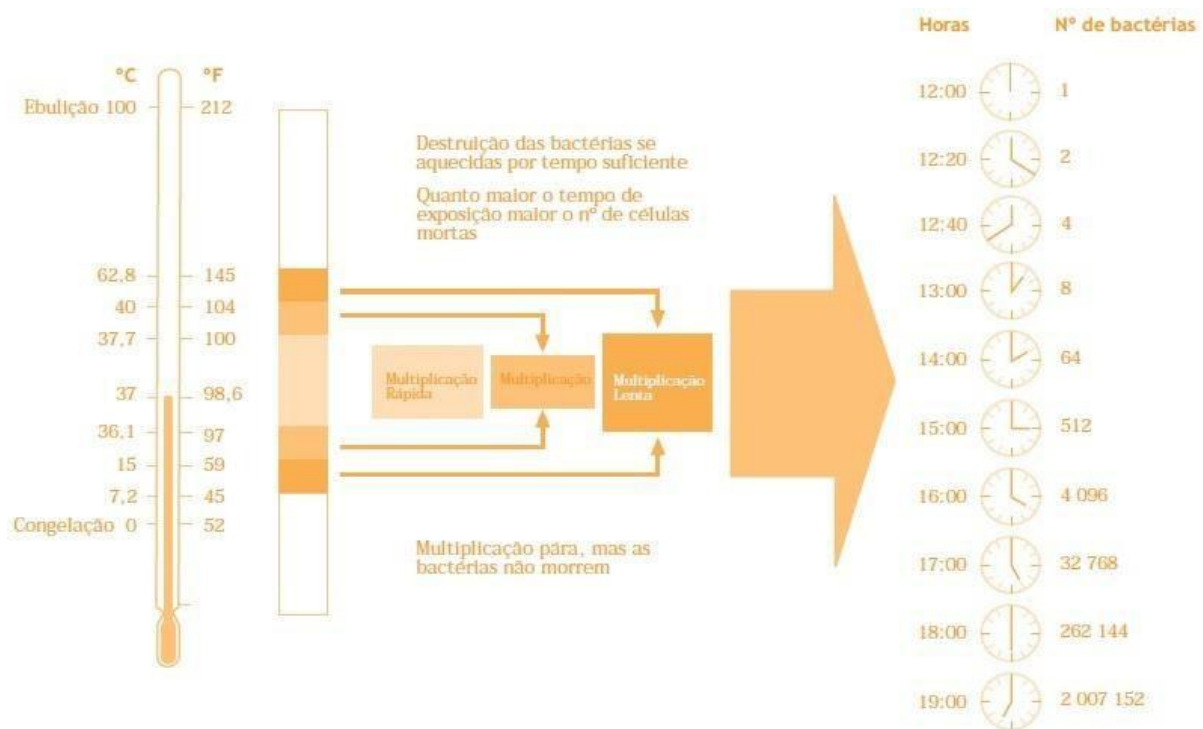 °C °F
Ebulição 100 212
62,8 145
40 104
37,7 100
37 98,6
36,1 97
15 59
7,2 45
Congelação 0 52
Destruição das bactérias se
aquecidas por tempo suficiente
Quanto maior o tempo de
exposição maior o nº de células
mortas
Multiplicação
Rápida
Multiplicação
Multiplicação
Lenta
Multiplicação pára, mas as
bactérias não morrem
Horas Nº de bactérias
12:00 1
12:20 2
12:40 4
13:00 8
14:00 64
15:00 512
16:00 4 096
17:00 32 768
18:00 262 144
19:00 2 007 152